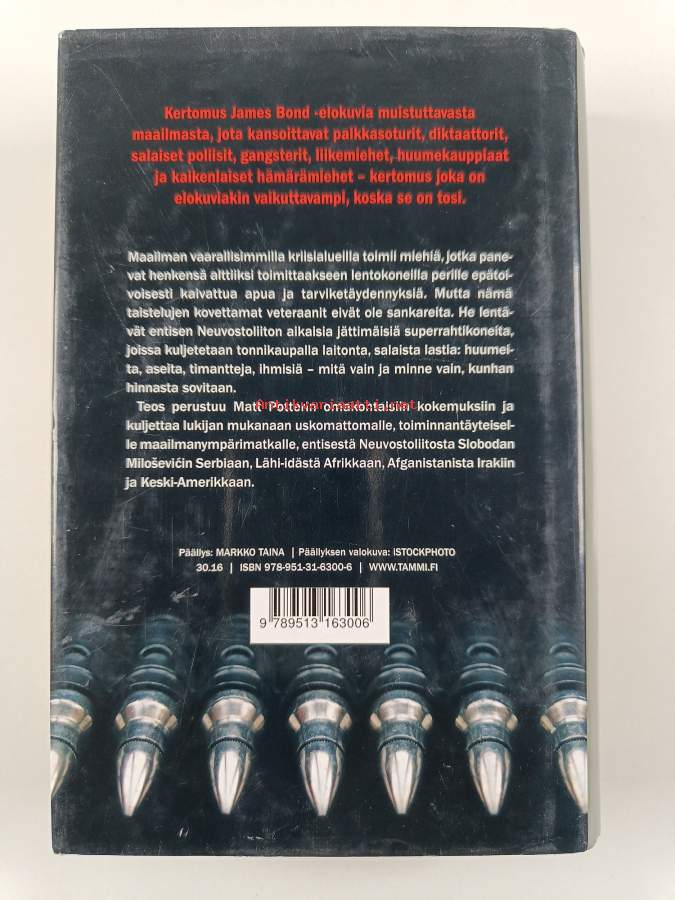 Kertomus James Bond -elokuvia muistuttavasta
maailmasta, jota kansoittavat palkkasoturit, diktaattorit,
salaiset poliisit, gangsterit, liikemiehet, huumekauppiaat
ja kaikenlaiset hämärämiehet – kertomus joka on
elokuviakin vaikuttavampi, koska se on tosi.
Maailman vaarallisimmilla kriisialueilla toimii miehiä, jotka pane-
vat henkensä alttiiksi toimittaakseen lentokoneilla perille epätoi-
voisesti kaivattua apua ja tarviketäydennyksiä. Mutta nämä
taistelujen kovettamat veteraanit eivät ole sankareita. He lentä-
vät entisen Neuvostoliiton aikaisia jättimäisiä superrahtikoneita,
joissa kuljetetaan tonnikaupalla laitonta, salaista lastia: huumei-
ta, aseita, timantteja, ihmisiä – mitä vain ja minne vain, kunhan
hinnasta sovitaan.
Teos perustuu Matt Potterin omakohtaisiin kokemuksiin ja
Antikvariaatti.net
kuljettaa lukijan mukanaan uskomattomalle, toiminnantäyteisel-
le maailmanympärimatkalle, entisestä Neuvostoliitosta Slobodan
Miloševićin Serbiaan, Lähi-idästä Afrikkaan, Afganistanista Irakiin
ja Keski-Amerikkaan.
Päällys: MARKKO TAINA | Päällyksen valokuva: ISTOCKPHOTO
30.16 | ISBN 978-951-31-6300-6 | WWW.TAMMI.FI
9 789513 163006